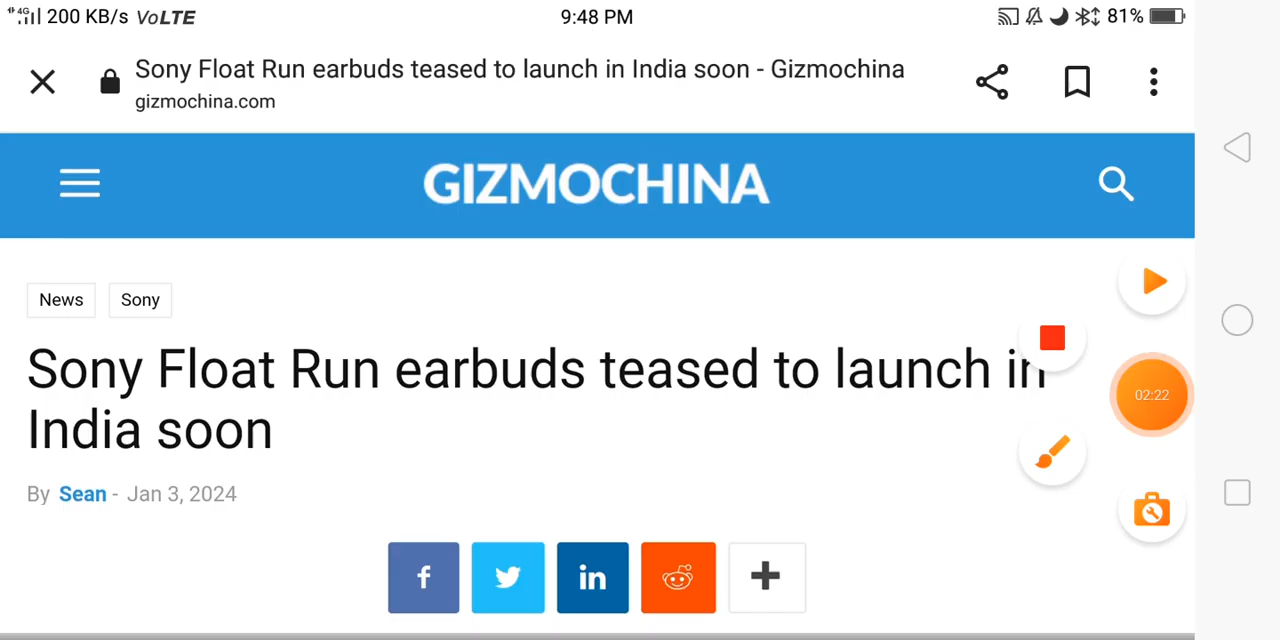 4G 200 KB/s VoLTE 9:48 PM 81%
Sony Float Run earbuds teased to launch in India soon - Gizmochina
gizmochina.com
GIZMOCHINA
News Sony
Sony Float Run earbuds teased to launch in
India soon
By Sean - Jan 3, 2024
02:22
f in +